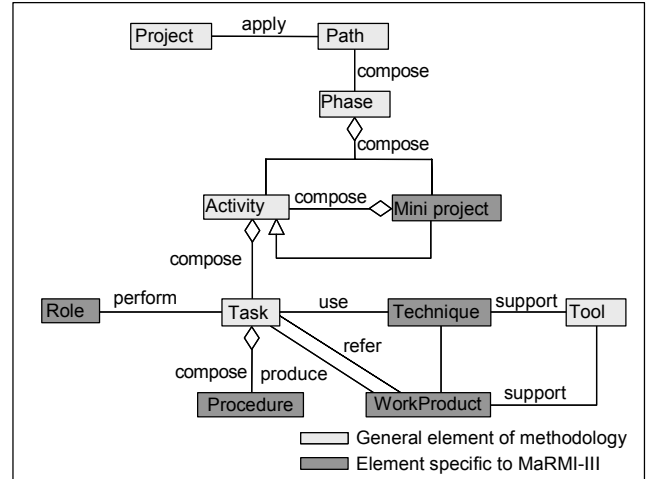 apply
Project
Path
compose
Phase
compose
Activity
compose
Mini project
compose
Role
perform
Task
use
Technique
support
Tool
refer
compose
produce
support
Procedure
WorkProduct
General element of methodology
Element specific to MaRMI-III